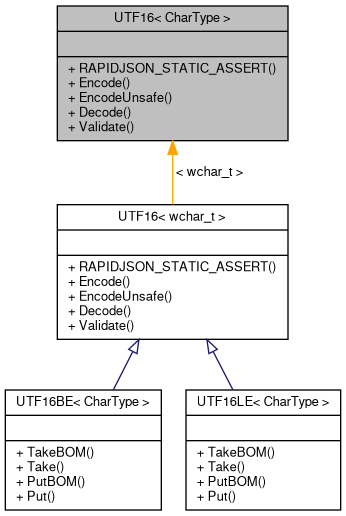 UTF16< CharType >
+ RAPIDJSON_STATIC_ASSERT()
+ Encode()
+ EncodeUnsafe()
+ Decode()
+ Validate()
< wchar_t >
UTF16< wchar_t >
+ RAPIDJSON_STATIC_ASSERT()
+ Encode()
+ EncodeUnsafe()
+ Decode()
+ Validate()
UTF16BE< CharType >
+ TakeBOM()
+ Take()
+ PutBOM()
+ Put()
UTF16LE< CharType >
+ TakeBOM()
+ Take()
+ PutBOM()
+ Put()